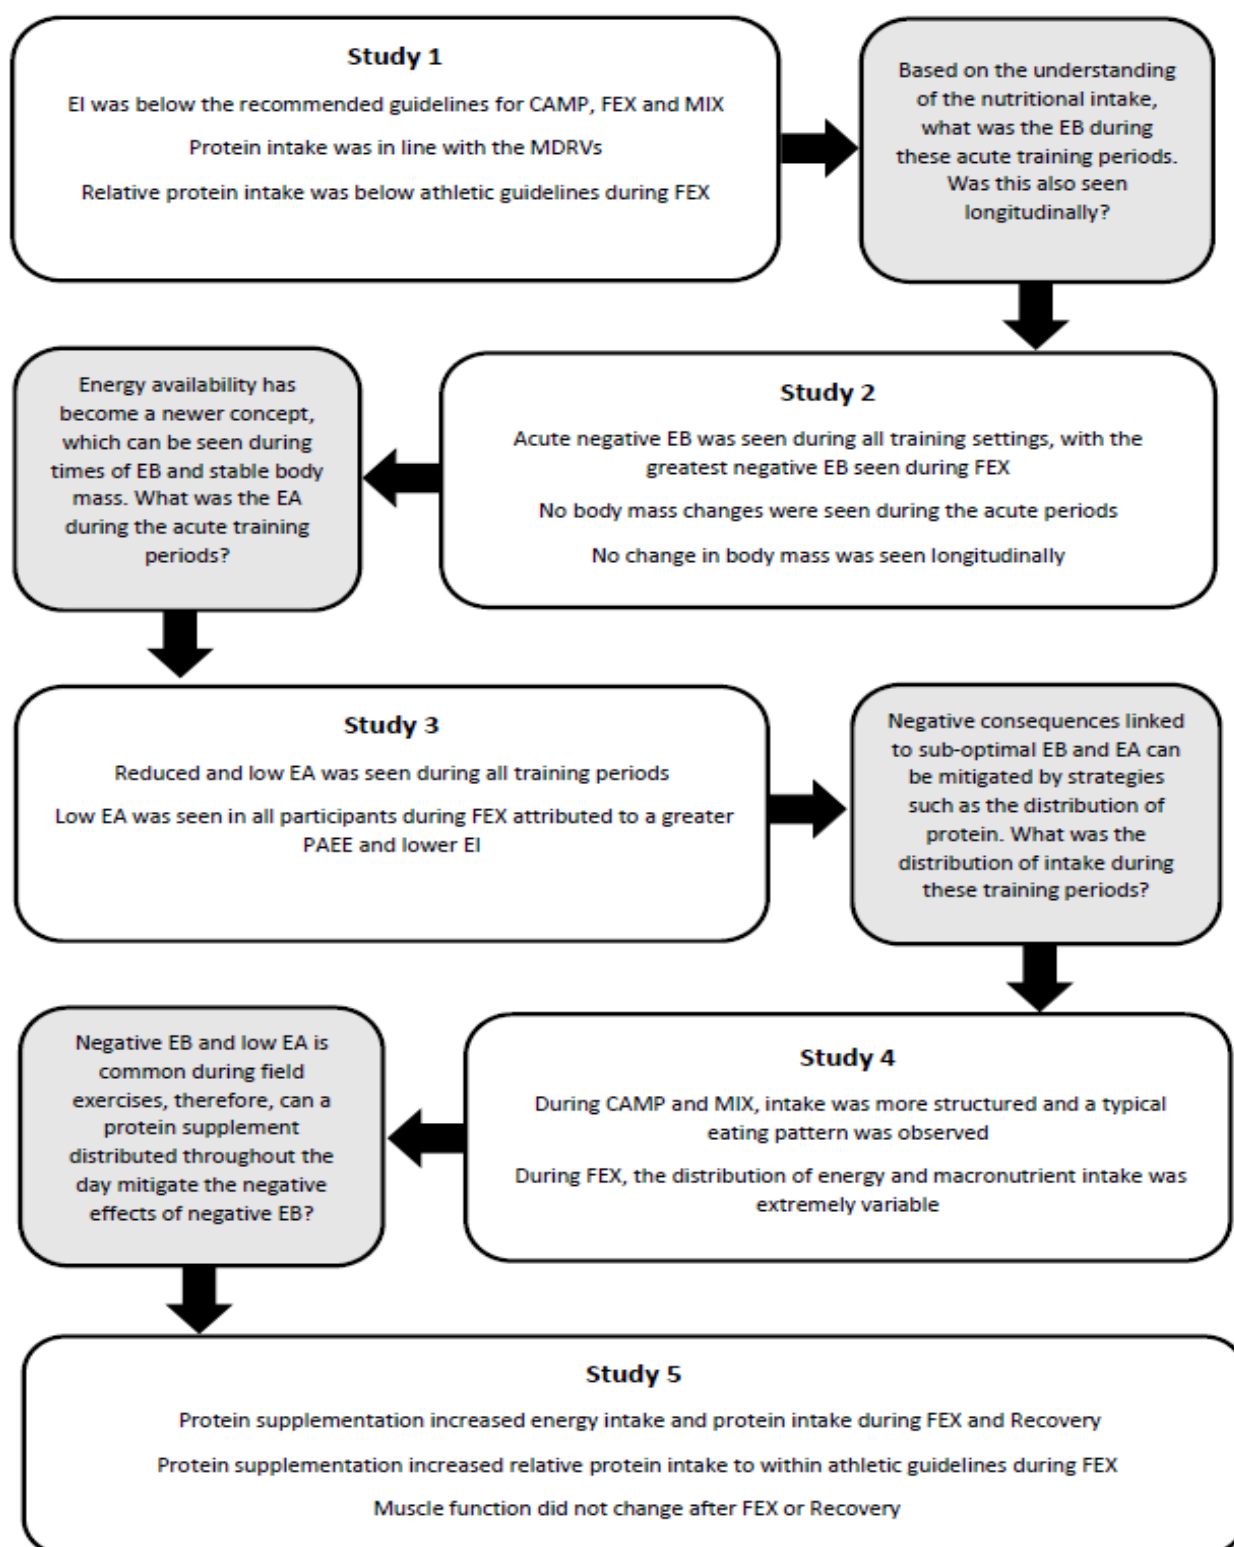 Study 1
EI was below the recommended guidelines for CAMP, FEX and MIX
Protein intake was in line with the MDRVs
Relative protein intake was below athletic guidelines during FEX
Based on the understanding
of the nutritional intake,
what was the EB during
these acute training periods.
Was this also seen
longitudinally?
Study 2
Acute negative EB was seen during all training settings, with the
greatest negative EB seen during FEX
No body mass changes were seen during the acute periods
No change in body mass was seen longitudinally
Energy availability has
become a newer concept,
which can be seen during
times of EB and stable body
mass. What was the EA
during the acute training
periods?
Study 3
Reduced and low EA was seen during all training periods
Low EA was seen in all participants during FEX attributed to a greater
PAEE and lower EI
Negative consequences linked
to sub-optimal EB and EA can
be mitigated by strategies
such as the distribution of
protein. What was the
distribution of intake during
these training periods?
Study 4
During CAMP and MIX, intake was more structured and a typical
eating pattern was observed
During FEX, the distribution of energy and macronutrient intake was
extremely variable
Negative EB and low EA is
common during field
exercises, therefore, can a
protein supplement
distributed throughout the
day mitigate the negative
effects of negative EB?
Study 5
Protein supplementation increased energy intake and protein intake during FEX and Recovery
Protein supplementation increased relative protein intake to within athletic guidelines during FEX
Muscle function did not change after FEX or Recovery